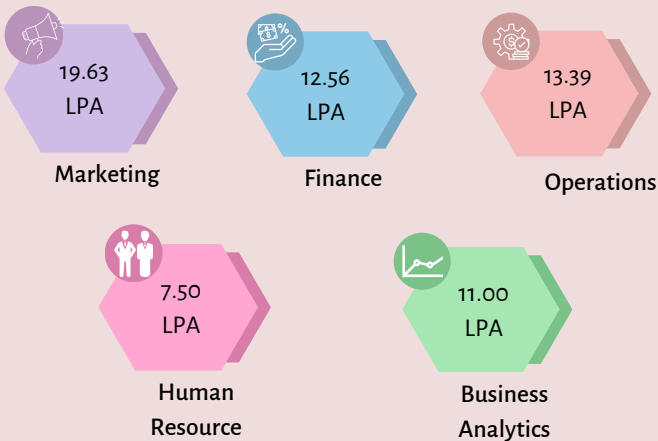 19.63
LPA
Marketing
12.56
LPA
Finance
13.39
LPA
Operations
7.50
LPA
Human
Resource
11.00
LPA
Business
Analytics